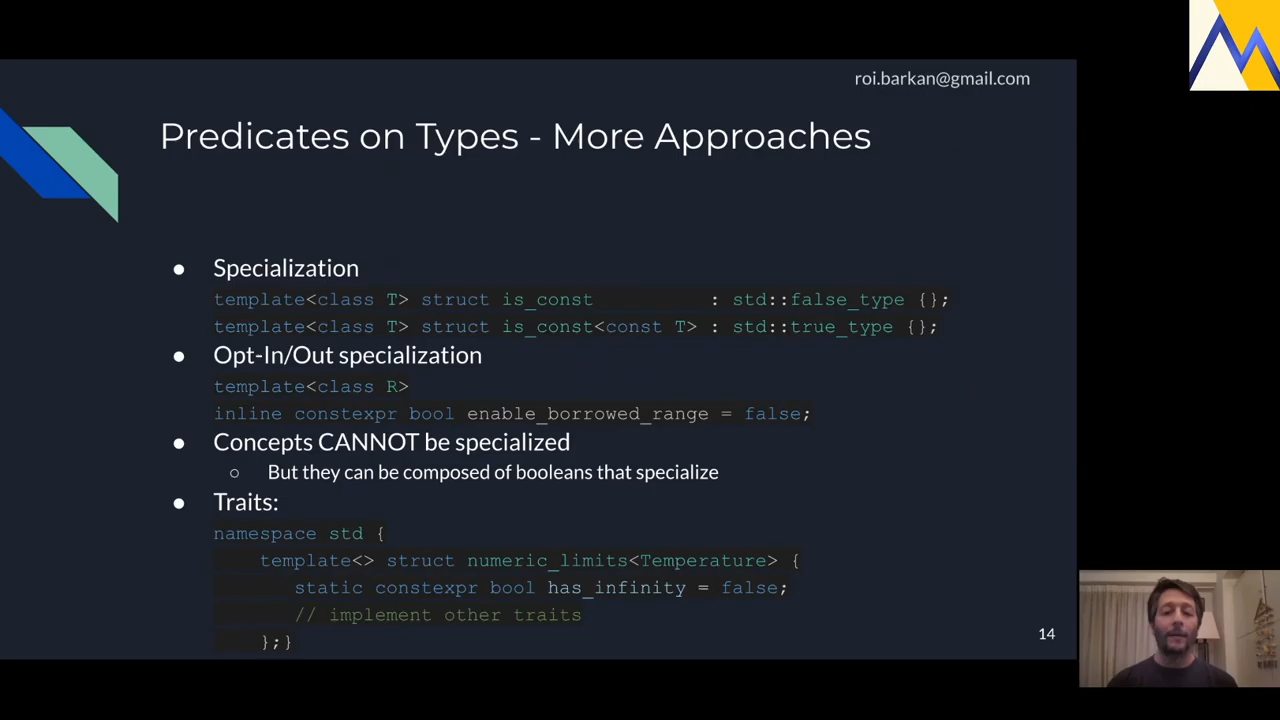 roi.barkan@gmail.com
Predicates on Types - More Approaches
● Specialization
template<class T> struct is_const : std::false_type {};
template<class T> struct is_const<const T> : std::true_type {};
● Opt-In/Out specialization
template<class R>
inline constexpr bool enable_borrowed_range = false;
● Concepts CANNOT be specialized
○ But they can be composed of booleans that specialize
● Traits:
namespace std {
template<> struct numeric_limits<Temperature> {
static constexpr bool has_infinity = false;
// implement other traits
};}
14